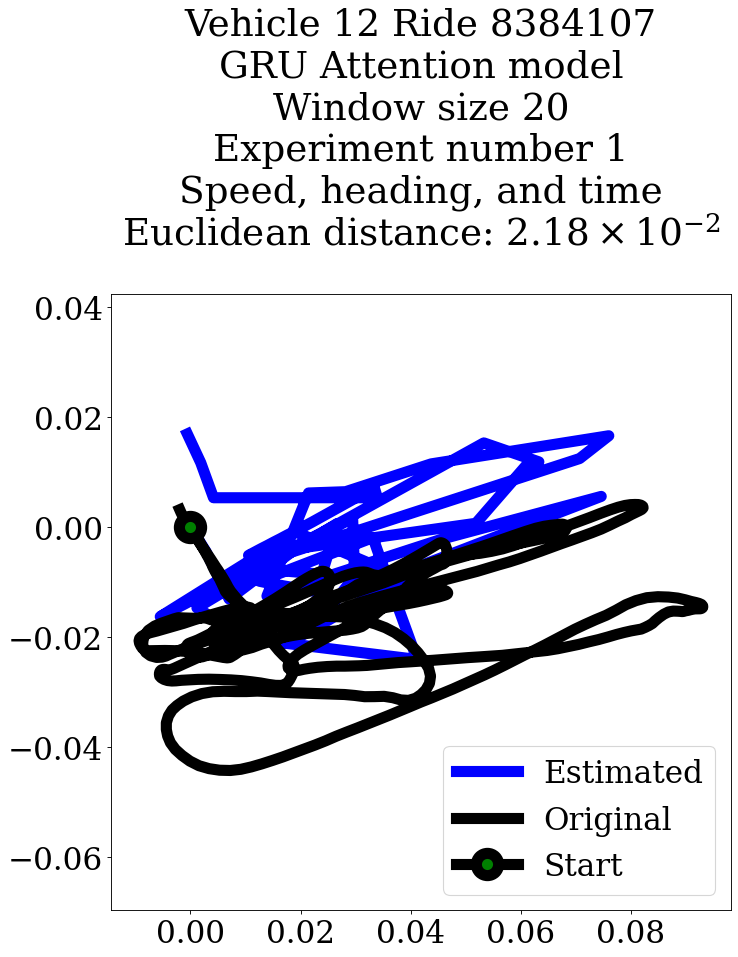 Vehicle 12 Ride 8384107
GRU Attention model
Window size 20
Experiment number 1
Speed, heading, and time
Euclidean distance: 2.18 × 10⁻²
0.04
0.02
0.00
−0.02
−0.04
−0.06
Estimated
Original
Start
0.00 0.02 0.04 0.06 0.08